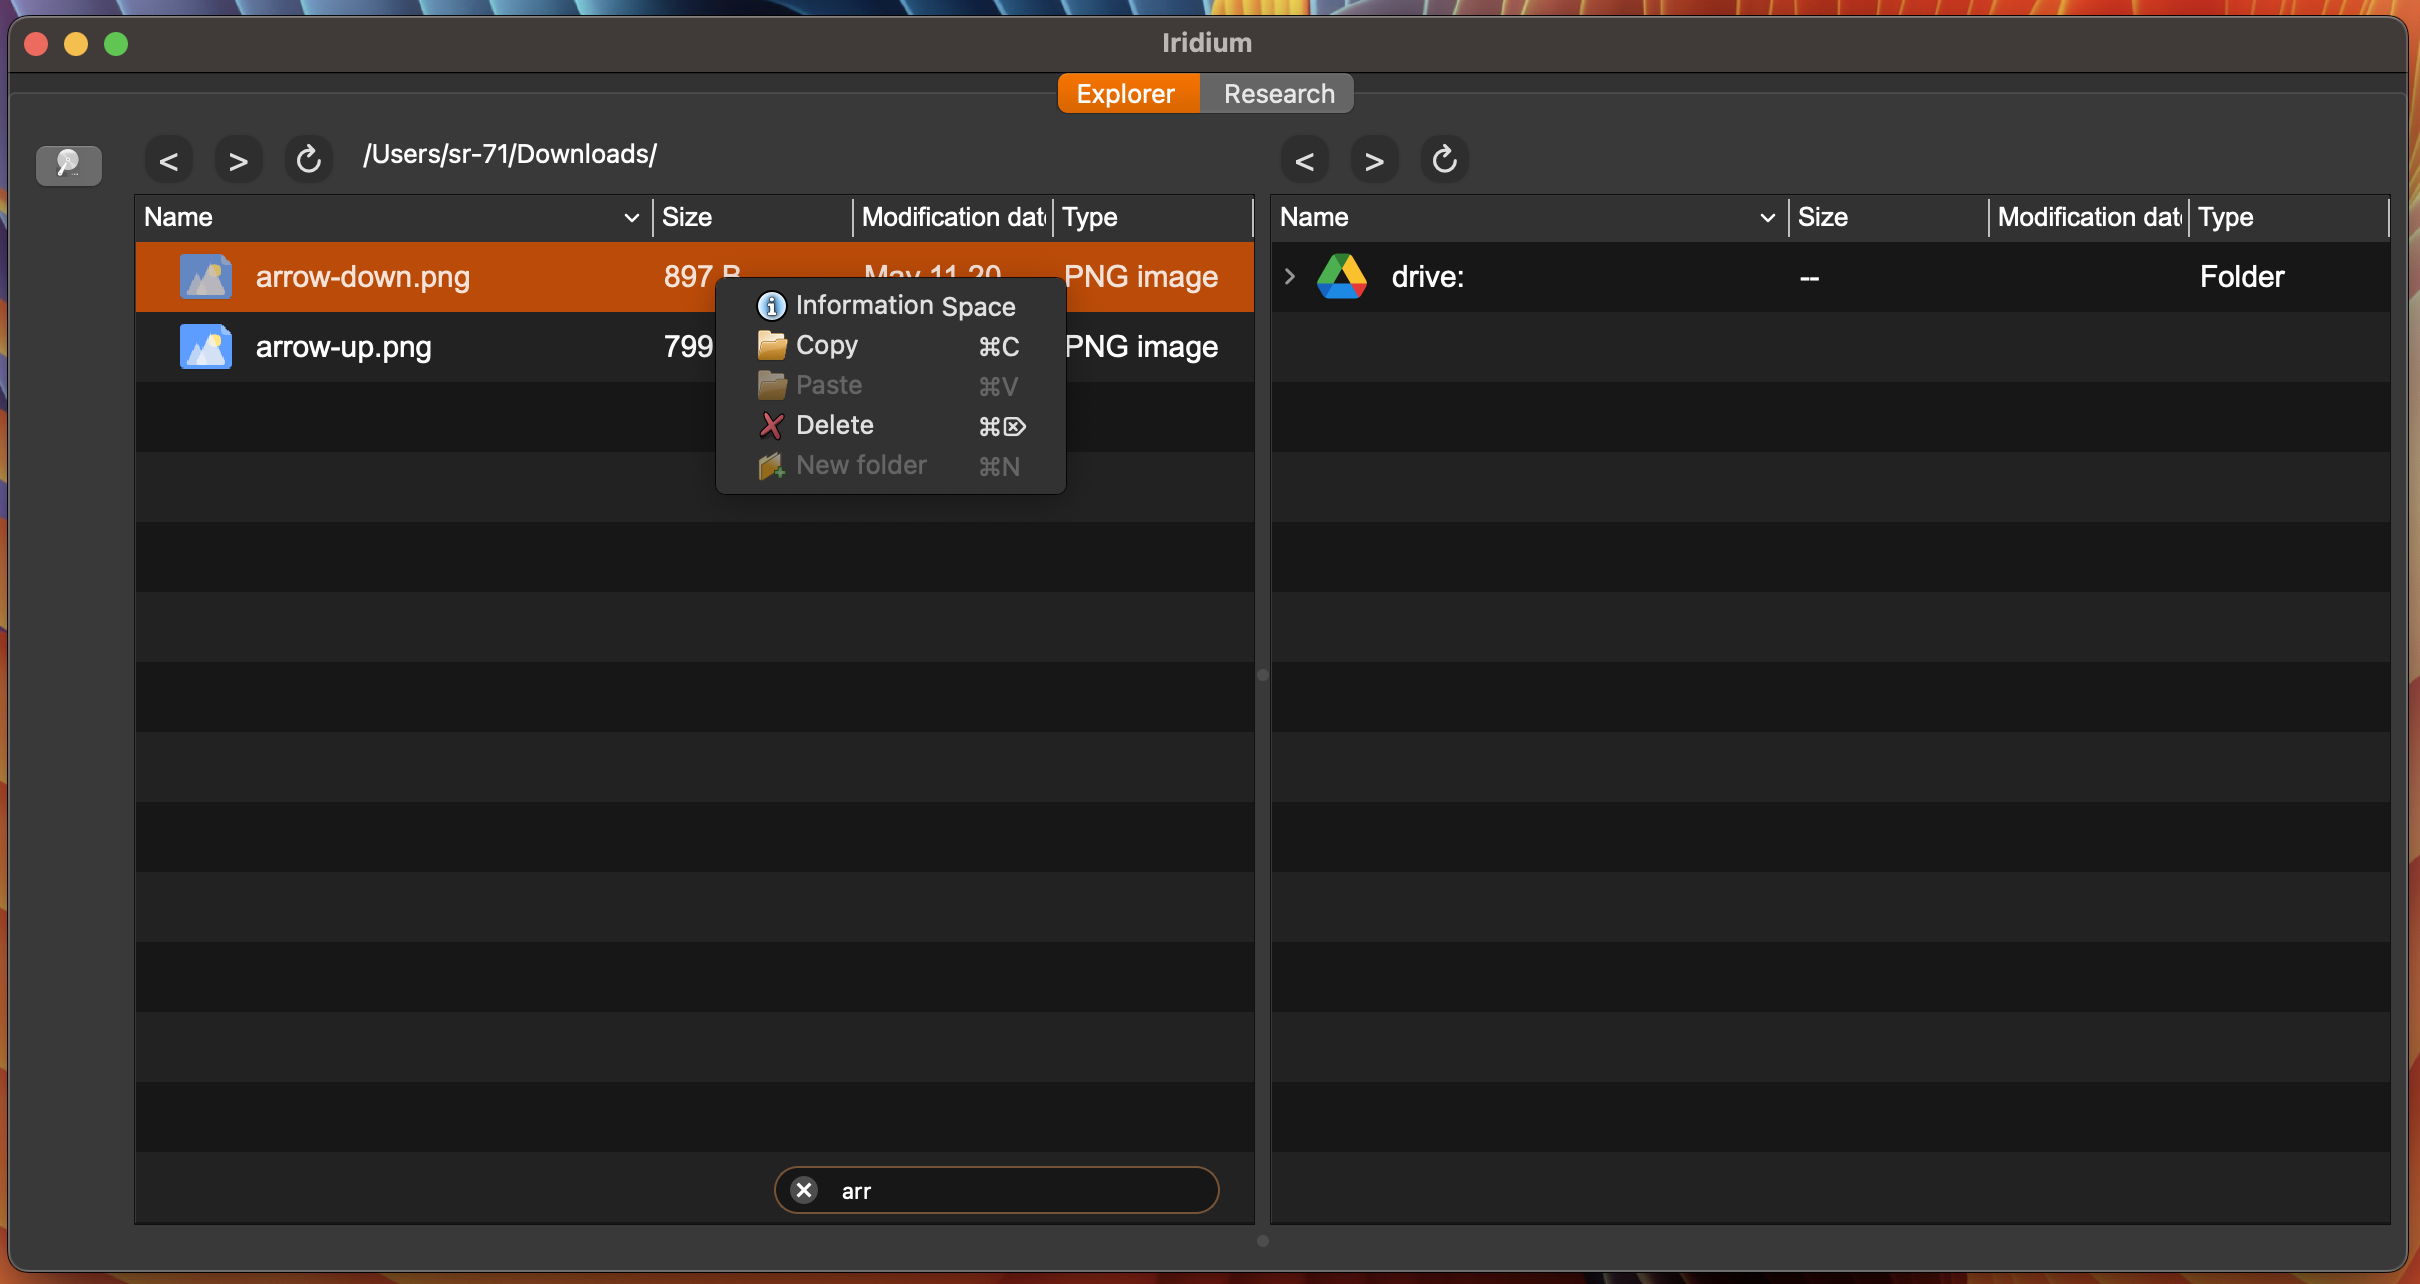 Iridium
Explorer Research
< > /Users/sr-71/Downloads/
Name Size Modification dat Type
arrow-down.png 897 B May 11 20 PNG image
arrow-up.png 799 PNG image
Information Space
Copy ⌘C
Paste ⌘V
Delete ⌘⌦
New folder ⌘N
arr
< >
Name Size Modification dat Type
drive: -- Folder